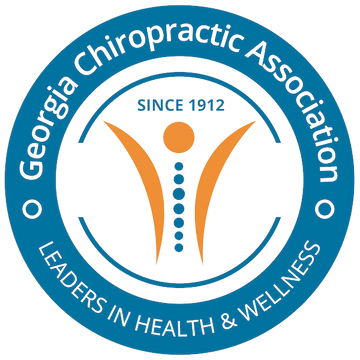 Georgia Chiropractic Association
SINCE 1912
LEADERS IN HEALTH & WELLNESS